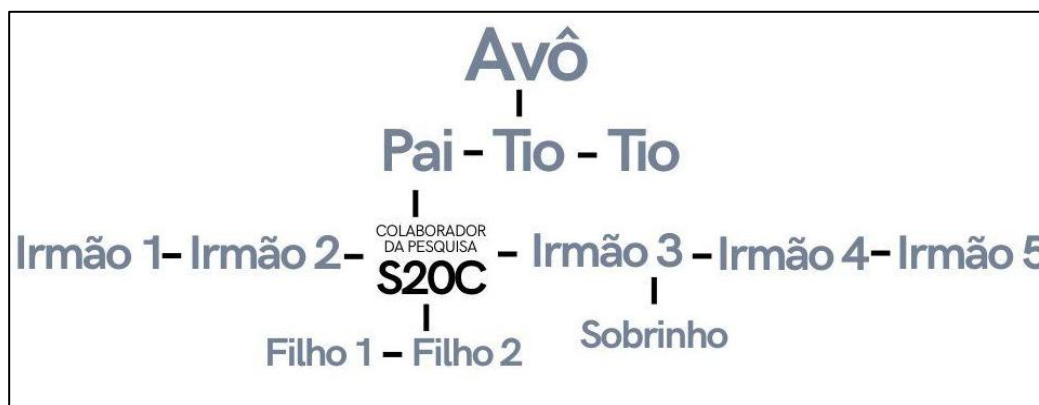 Avô
Pai - Tio - Tio
COLABORADOR
DA PESQUISA
Irmão 1 - Irmão 2 - S20C - Irmão 3 - Irmão 4 - Irmão 5
Sobrinho
Filho 1 - Filho 2